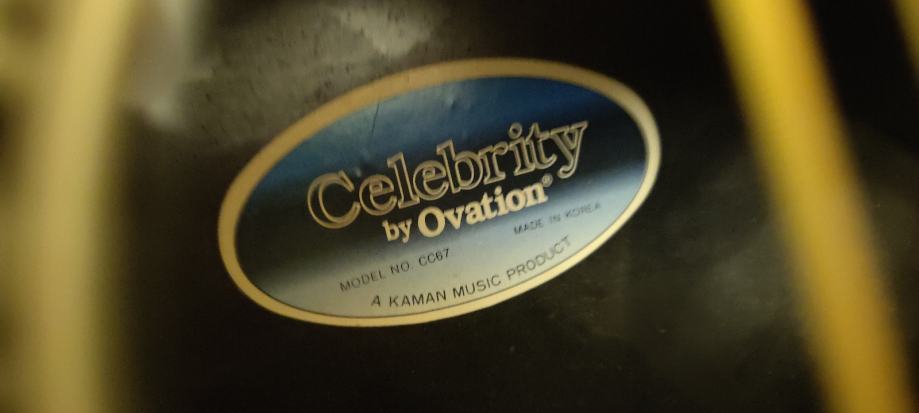 Celebrity
by Ovation®
MODEL NO. CC67 MADE IN KOREA
A KAMAN MUSIC PRODUCT